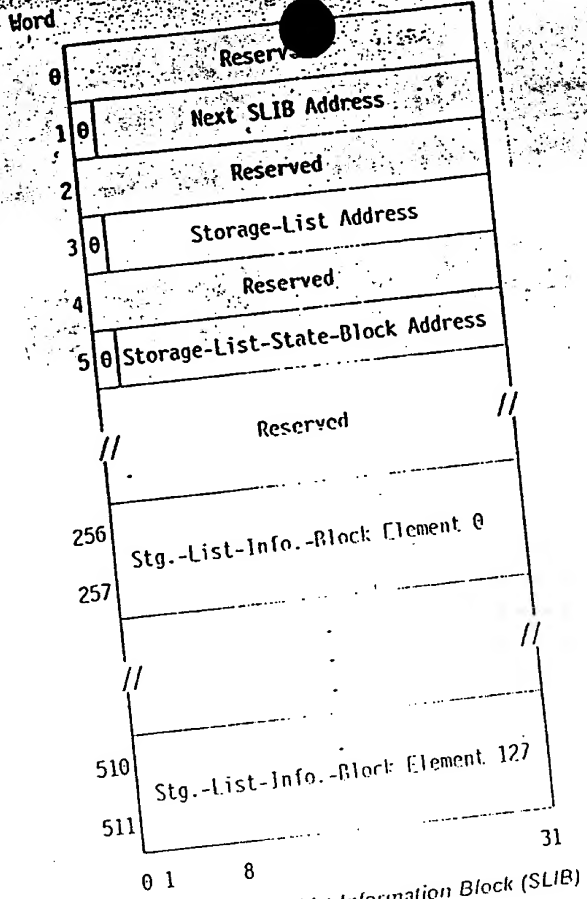 Word
0
1 0 Next SLIB Address
2 Reserved
3 0 Storage-List Address
4 Reserved
5 0 Storage-List-State-Block Address
Reserved
//
//
256
Stg.-List-Info.-Block Element 0
257
//
//
510
Stg.-List-Info.-Block Element 127
511
0 1 8 31
Information Block (SLIB)